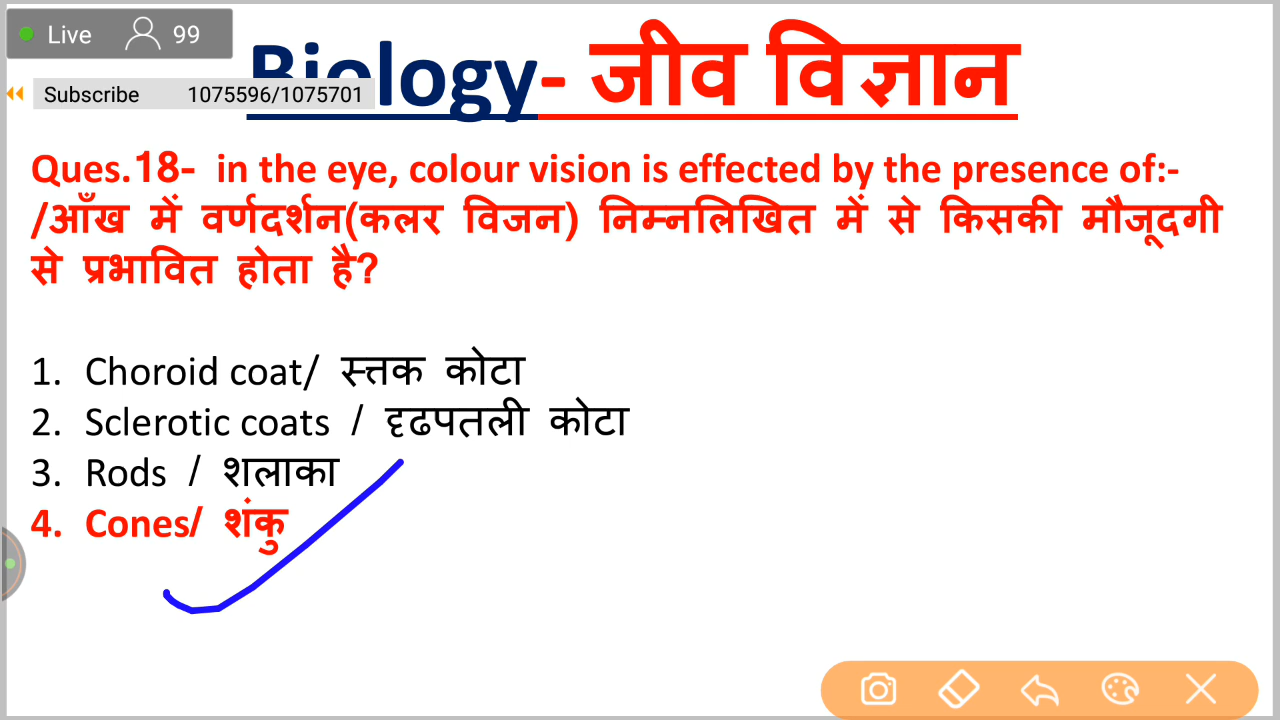 Live 99
Biology- जीव विज्ञान
Subscribe 1075596/1075701
Ques.18- in the eye, colour vision is effected by the presence of:-
/आँख में वर्णदर्शन(कलर विजन) निम्नलिखित में से किसकी मौजूदगी
से प्रभावित होता है?
1. Choroid coat/ स्तक कोटा
2. Sclerotic coats / दृढपतली कोटा
3. Rods / शलाका
4. Cones/ शंकु